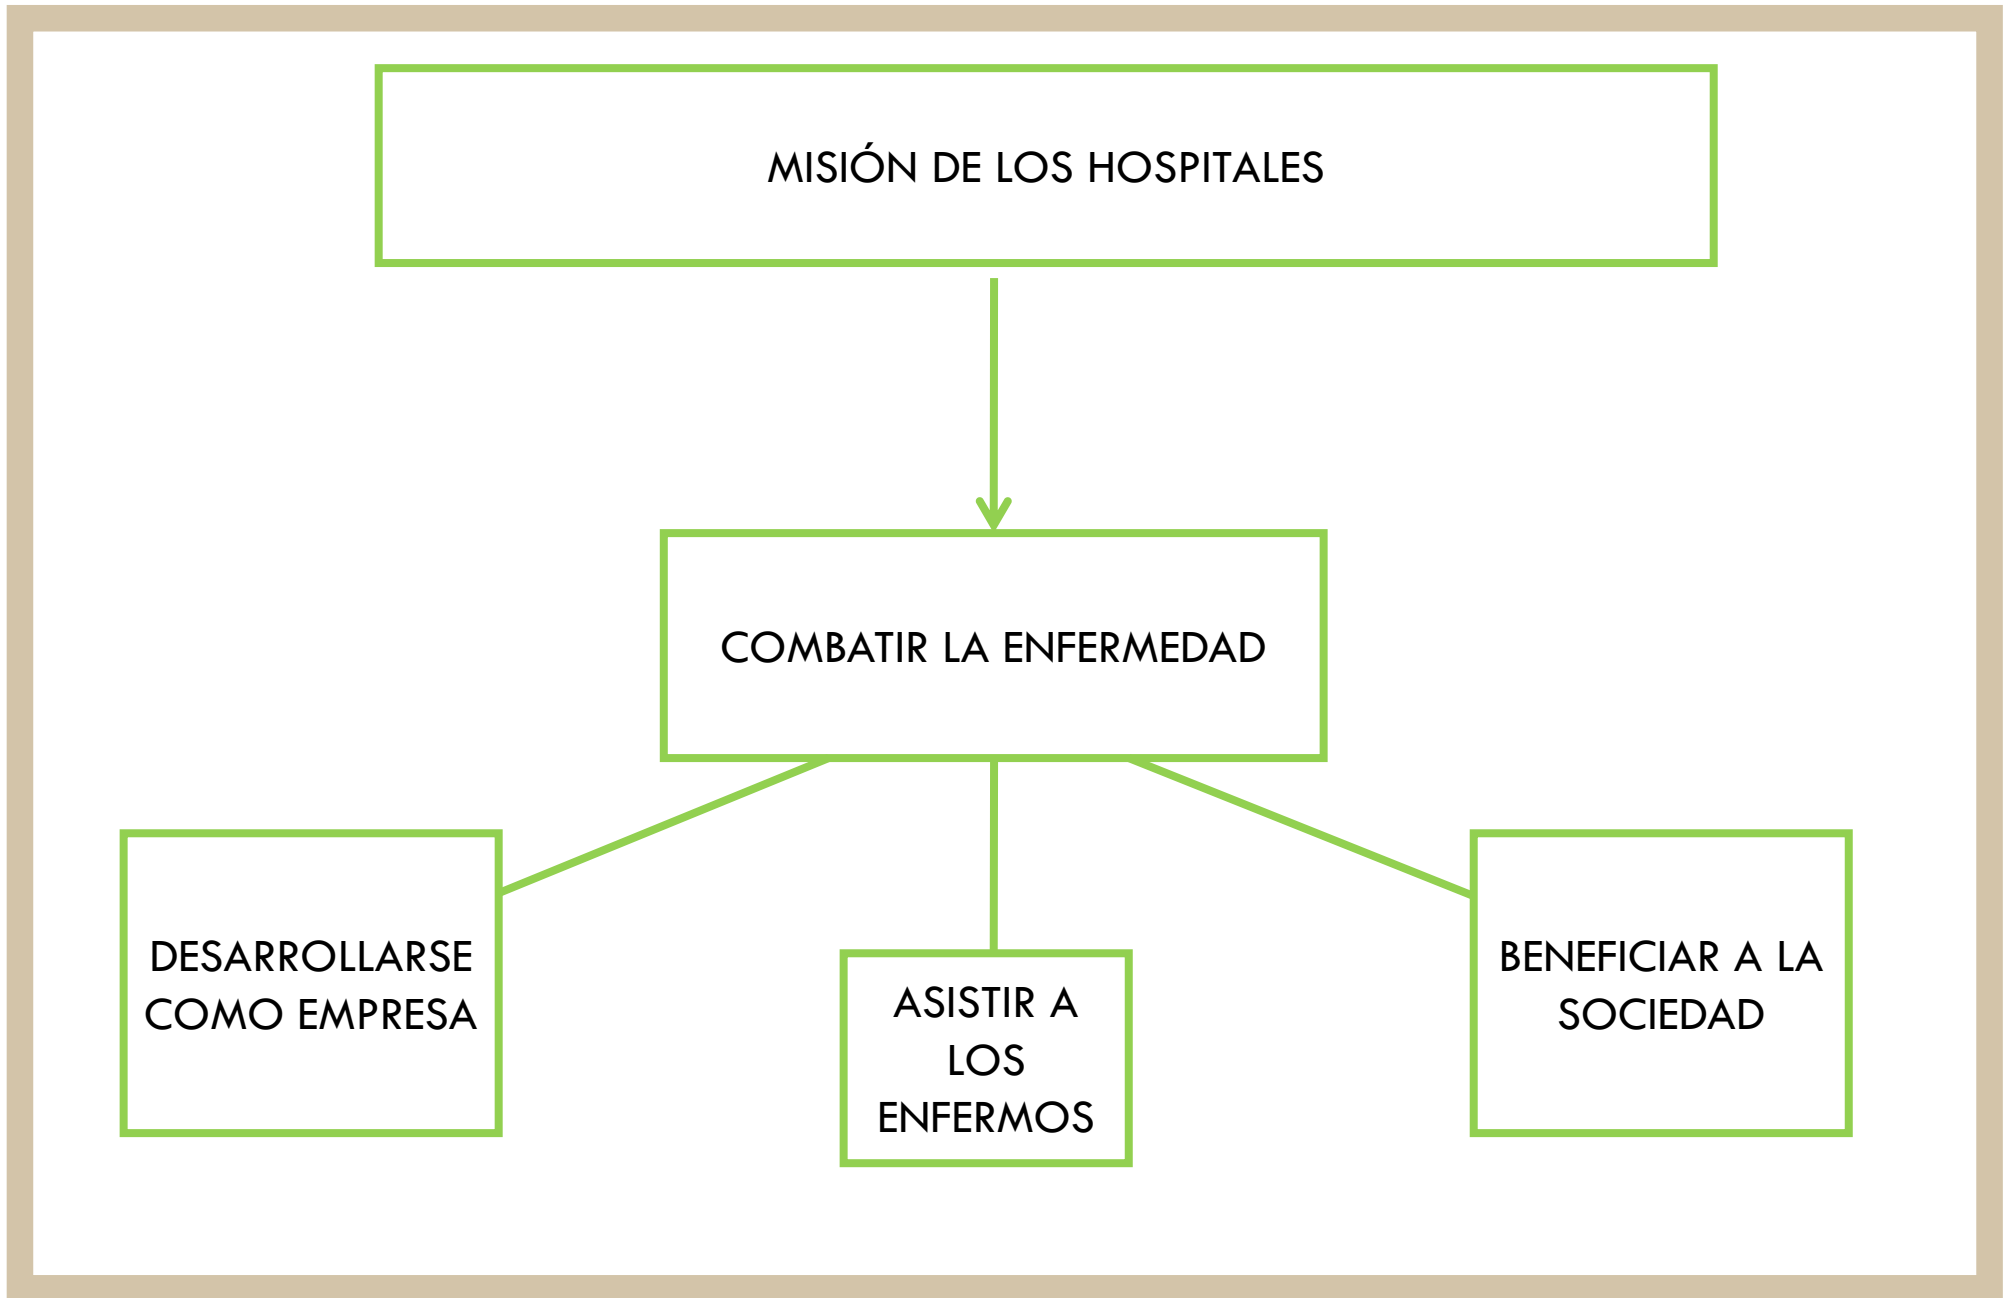 MISIÓN DE LOS HOSPITALES
COMBATIR LA ENFERMEDAD
DESARROLLARSE
COMO EMPRESA
ASISTIR A
LOS
ENFERMOS
BENEFICIAR A LA
SOCIEDAD